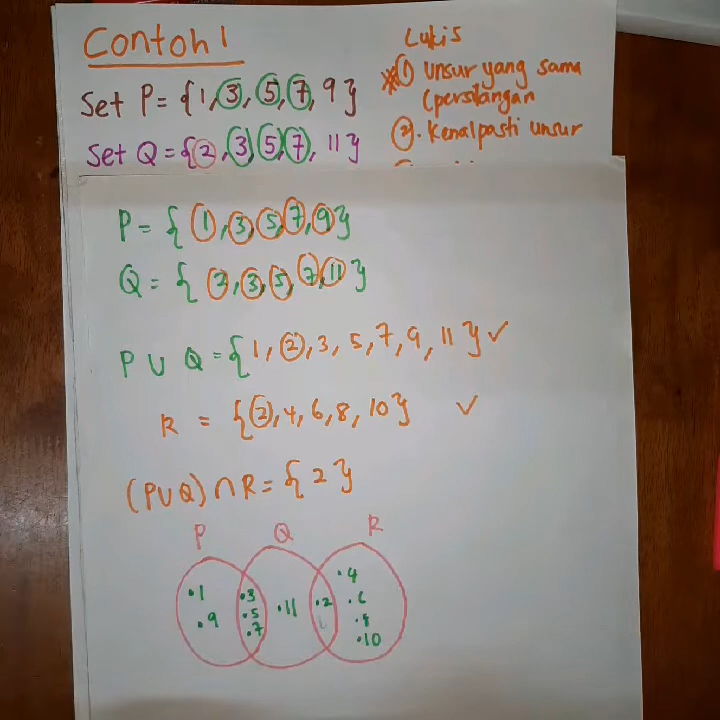 Contoh 1
Set P = {1, 3, 5, 7, 9}
Set Q = {2, 3, 5, 7, 11}
Lukis
① unsur yang sama
(persilangan
②. Kenalpasti unsur
P = { 1, 3, 5, 7, 9}
Q = { 2, 3, 5, 7, 11}
P ∪ Q = { 1, 2, 3, 5, 7, 9, 11 } ✓
R = {2, 4, 6, 8, 10} ✓
(P∪Q) ∩ R = { 2 }
P Q R
·1 ·9
·3 ·5 ·7
·11
·2
·4 ·6 ·8 ·10